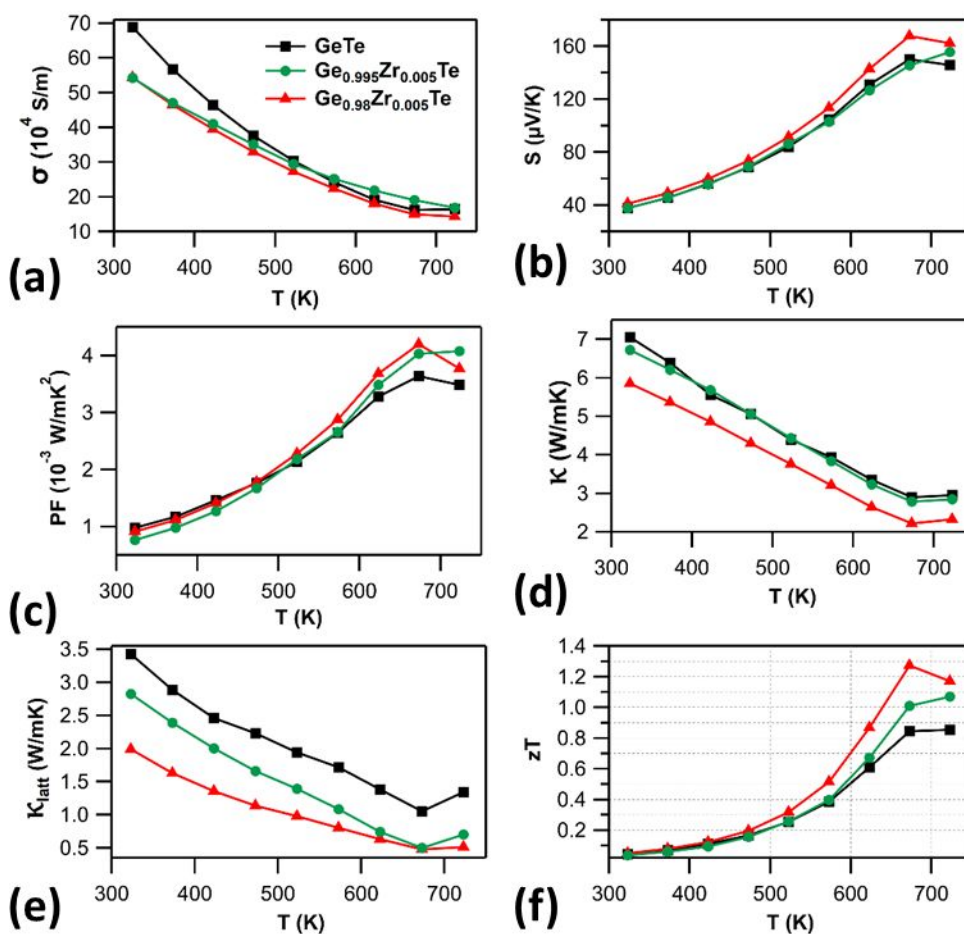 70
60
50
40
30
20
10
σ (10⁴ S/m)
GeTe
Ge₀.₉₉₅Zr₀.₀₀₅Te
Ge₀.₉₈Zr₀.₀₀₅Te
300 400 500 600 700
T (K)
(a)
160
120
80
40
S (µV/K)
300 400 500 600 700
T (K)
(b)
4
3
2
1
PF (10⁻³ W/mK²)
300 400 500 600 700
T (K)
(c)
7
6
5
4
3
2
K (W/mK)
300 400 500 600 700
T (K)
(d)
3.5
3.0
2.5
2.0
1.5
1.0
0.5
Klatt (W/mK)
300 400 500 600 700
T (K)
(e)
1.4
1.2
1.0
0.8
0.6
0.4
0.2
zT
300 400 500 600 700
T (K)
(f)